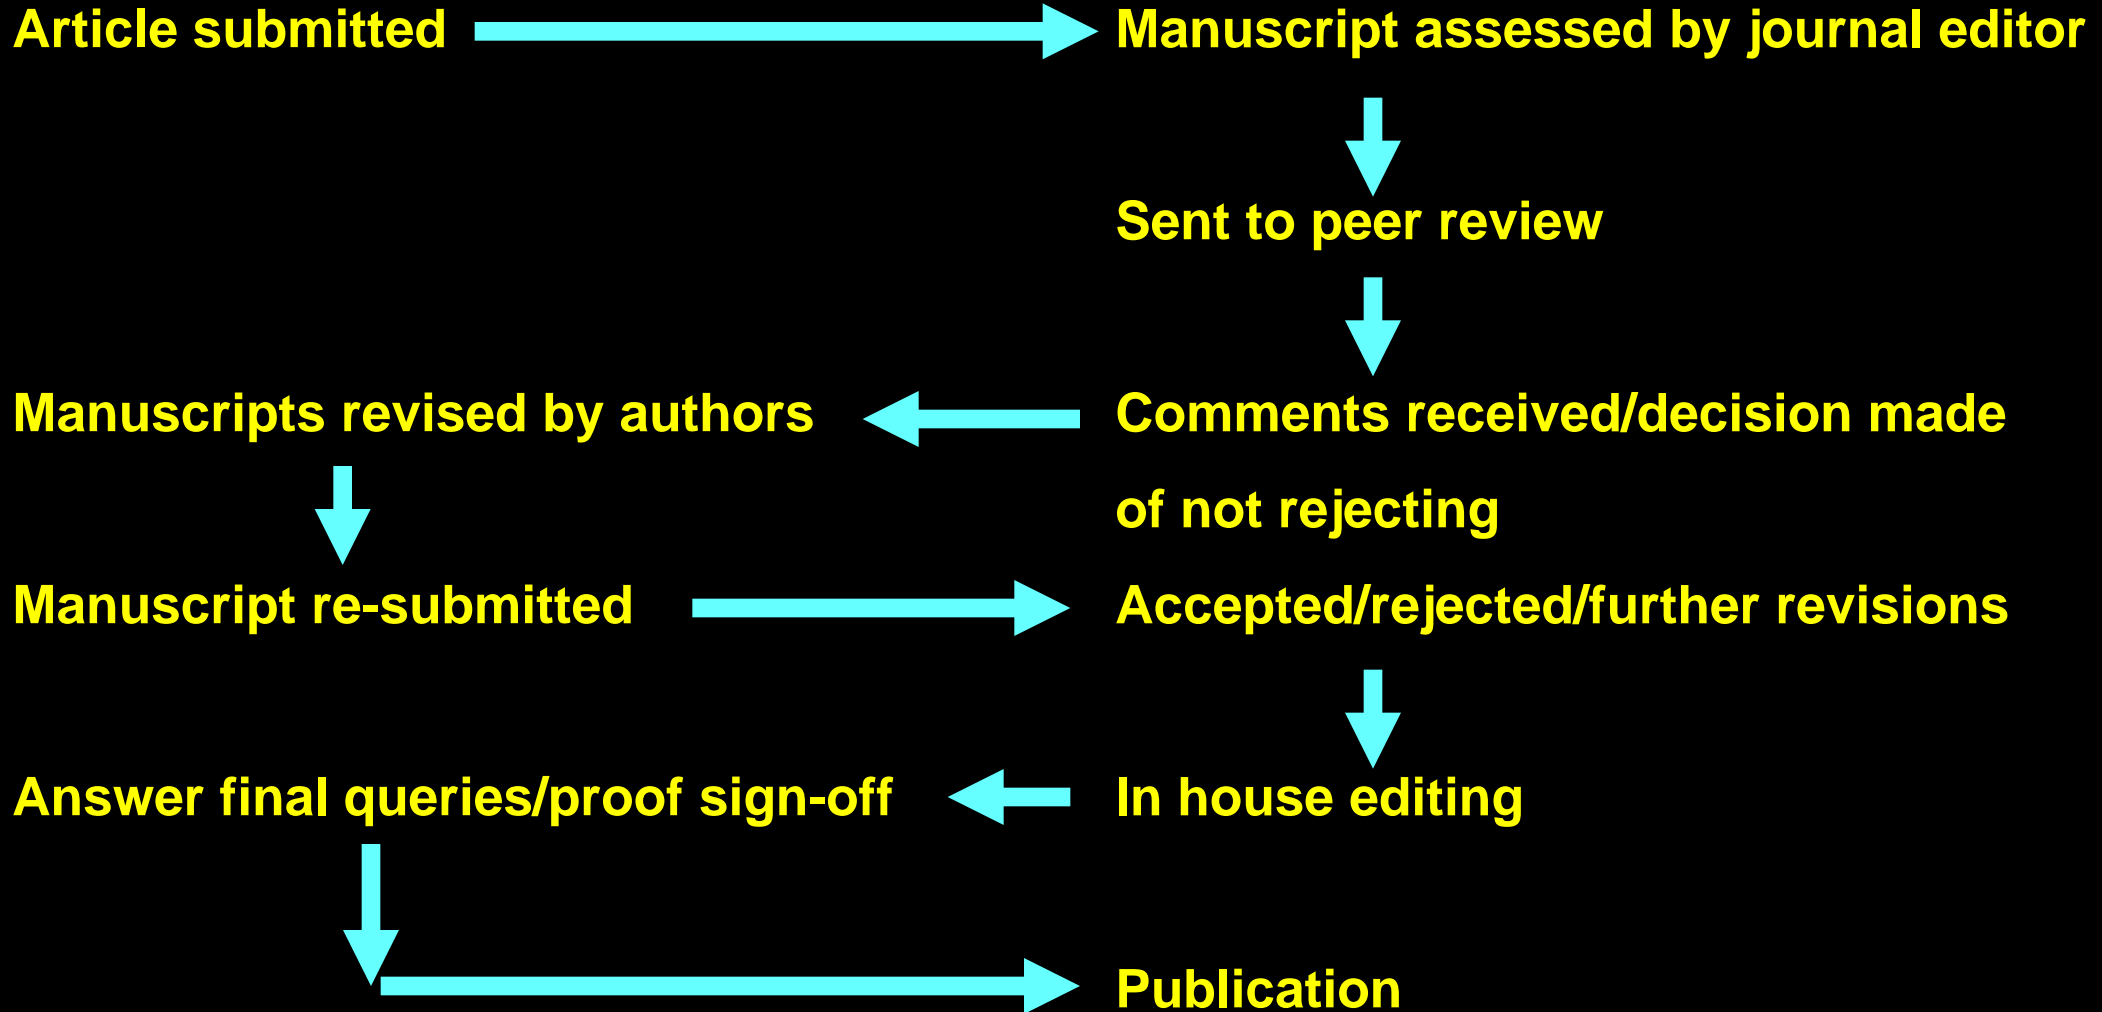 Article submitted
Manuscript assessed by journal editor
Sent to peer review
Comments received/decision made
of not rejecting
Manuscripts revised by authors
Manuscript re-submitted
Accepted/rejected/further revisions
In house editing
Answer final queries/proof sign-off
Publication